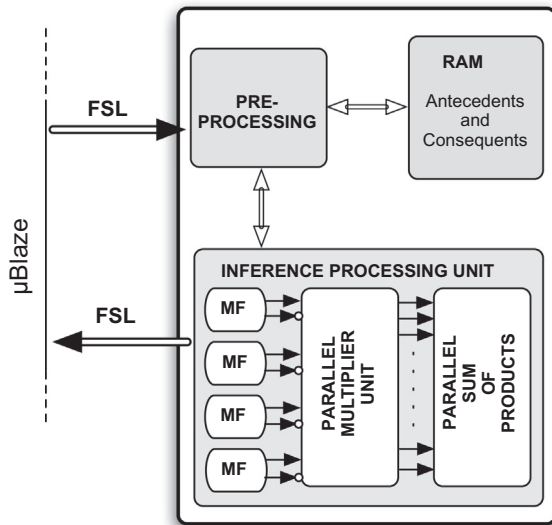 µBlaze
FSL
FSL
PRE-
PROCESSING
RAM
Antecedents
and
Consequents
INFERENCE PROCESSING UNIT
MF
MF
MF
MF
PARALLEL
MULTIPLIER
UNIT
PARALLEL
SUM
OF
PRODUCTS